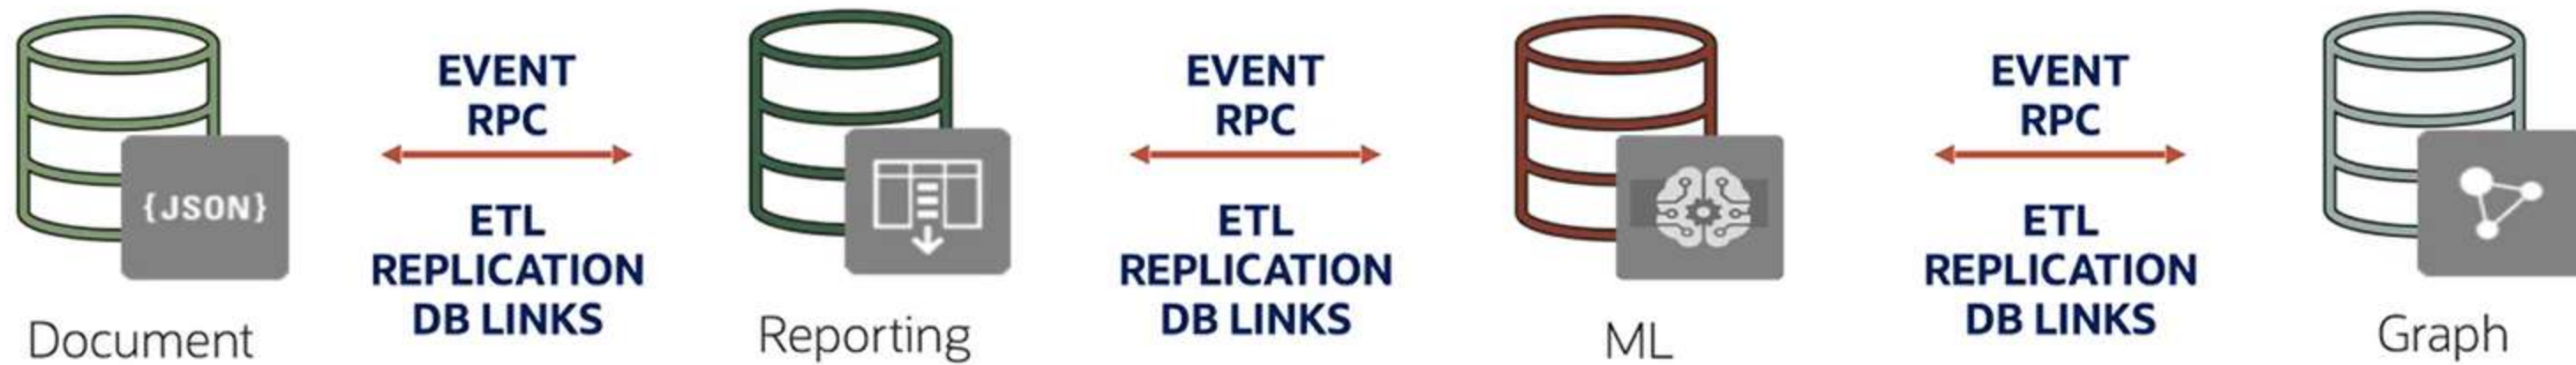 {JSON}
Document
EVENT
RPC
ETL
REPLICATION
DB LINKS
Reporting
EVENT
RPC
ETL
REPLICATION
DB LINKS
ML
EVENT
RPC
ETL
REPLICATION
DB LINKS
Graph